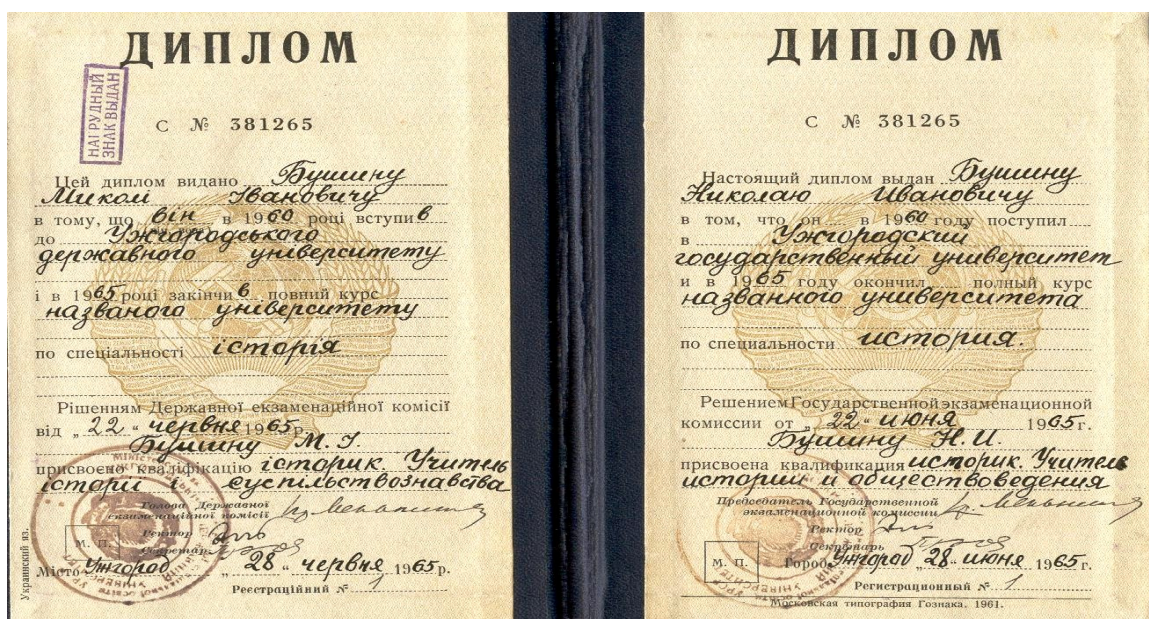 ДИПЛОМ
НАГРУДНЫЙ
ЗНАК ВЫДАН
С № 381265
Цей диплом видано Бушину
Миколі Івановичу
в тому, що він в 1960 році вступив
до Ужгородського
державного університету
і в 1965 році закінчив повний курс
названого університету
по спеціальності історія
Рішенням Державної екзаменаційної комісії
від „22“ червня 1965 р.
Бушину М. І.
присвоєно кваліфікацію історик. Учитель
історії і суспільствознавства
Голова Державної
екзаменаційної комісії
Ректор
Секретар
М. П.
Місто Ужгород „28“ червня 1965 р.
Реєстраційний № 1
Украинский яз.
ДИПЛОМ
С № 381265
Настоящий диплом выдан Бушину
Николаю Ивановичу
в том, что он в 1960 году поступил
в Ужгородский
государственный университет
и в 1965 году окончил полный курс
названного университета
по специальности история.
Решением Государственной экзаменационной
комиссии от „22“ июня 1965 г.
Бушину Н. И.
присвоена квалификация историк. Учитель
истории и обществоведения
Председатель Государственной
экзаменационной комиссии
Ректор
Секретарь
М. П.
Город Ужгород „28“ июня 1965 г.
Регистрационный № 1
Московская типография Гознака. 1961.